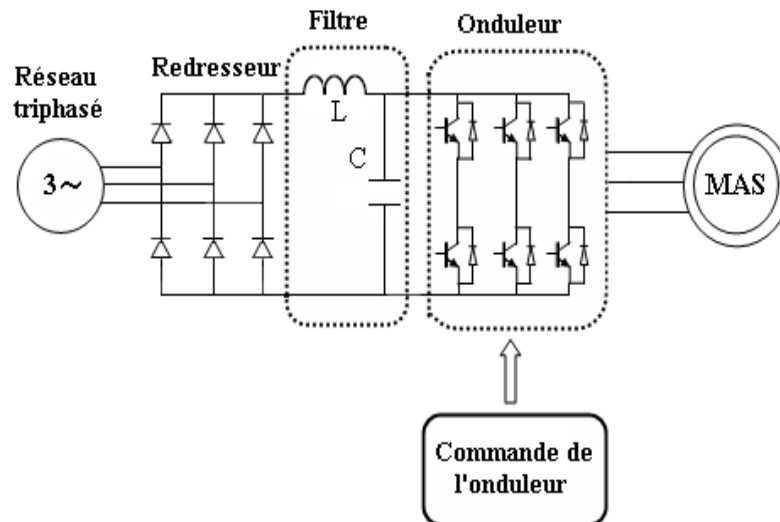 Filtre
Onduleur
Réseau
triphasé
Redresseur
L
C
3~
MAS
Commande de
l'onduleur